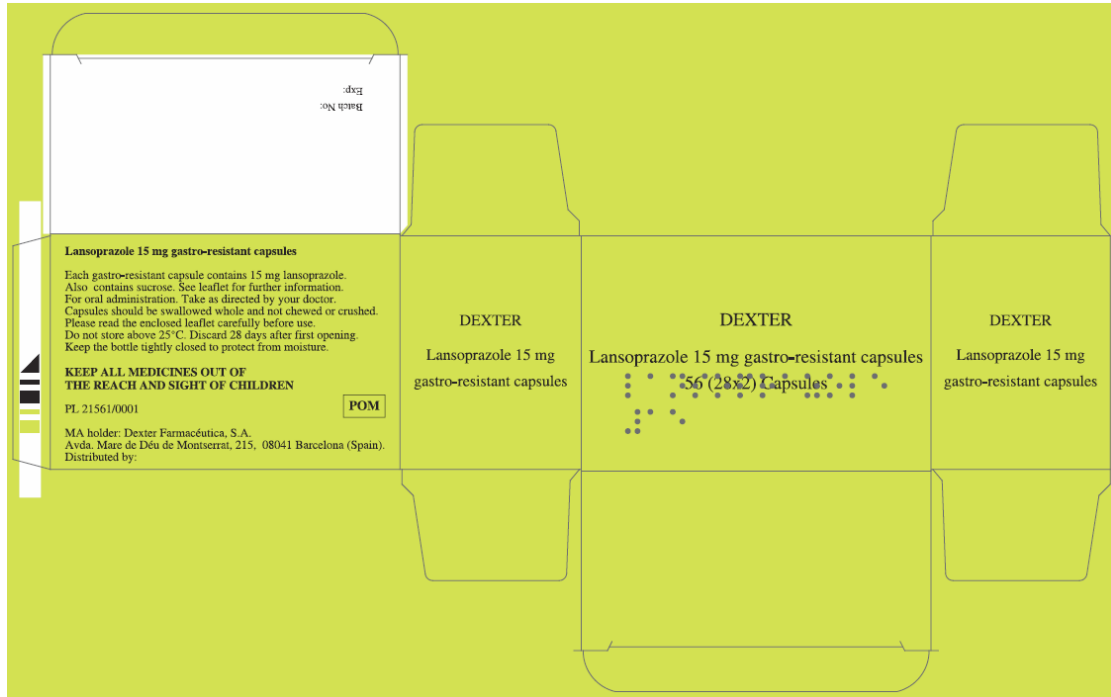 Exp:
Batch No:
Lansoprazole 15 mg gastro-resistant capsules
Each gastro-resistant capsule contains 15 mg lansoprazole.
Also contains sucrose. See leaflet for further information.
For oral administration. Take as directed by your doctor.
Capsules should be swallowed whole and not chewed or crushed.
Please read the enclosed leaflet carefully before use.
Do not store above 25°C. Discard 28 days after first opening.
Keep the bottle tightly closed to protect from moisture.
KEEP ALL MEDICINES OUT OF
THE REACH AND SIGHT OF CHILDREN
PL 21561/0001
POM
MA holder: Dexter Farmacéutica, S.A.
Avda. Mare de Déu de Montserrat, 215, 08041 Barcelona (Spain).
Distributed by:
DEXTER
Lansoprazole 15 mg
gastro-resistant capsules
DEXTER
Lansoprazole 15 mg gastro-resistant capsules
56 (28x2) Capsules
DEXTER
Lansoprazole 15 mg
gastro-resistant capsules